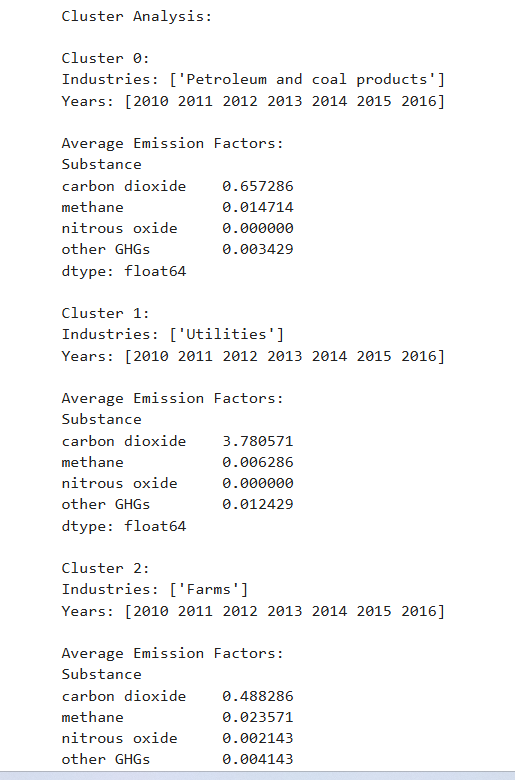 Cluster Analysis:
Cluster 0:
Industries: ['Petroleum and coal products']
Years: [2010 2011 2012 2013 2014 2015 2016]
Average Emission Factors:
Substance
carbon dioxide    0.657286
methane           0.014714
nitrous oxide     0.000000
other GHGs        0.003429
dtype: float64
Cluster 1:
Industries: ['Utilities']
Years: [2010 2011 2012 2013 2014 2015 2016]
Average Emission Factors:
Substance
carbon dioxide    3.780571
methane           0.006286
nitrous oxide     0.000000
other GHGs        0.012429
dtype: float64
Cluster 2:
Industries: ['Farms']
Years: [2010 2011 2012 2013 2014 2015 2016]
Average Emission Factors:
Substance
carbon dioxide    0.488286
methane           0.023571
nitrous oxide     0.002143
other GHGs        0.004143